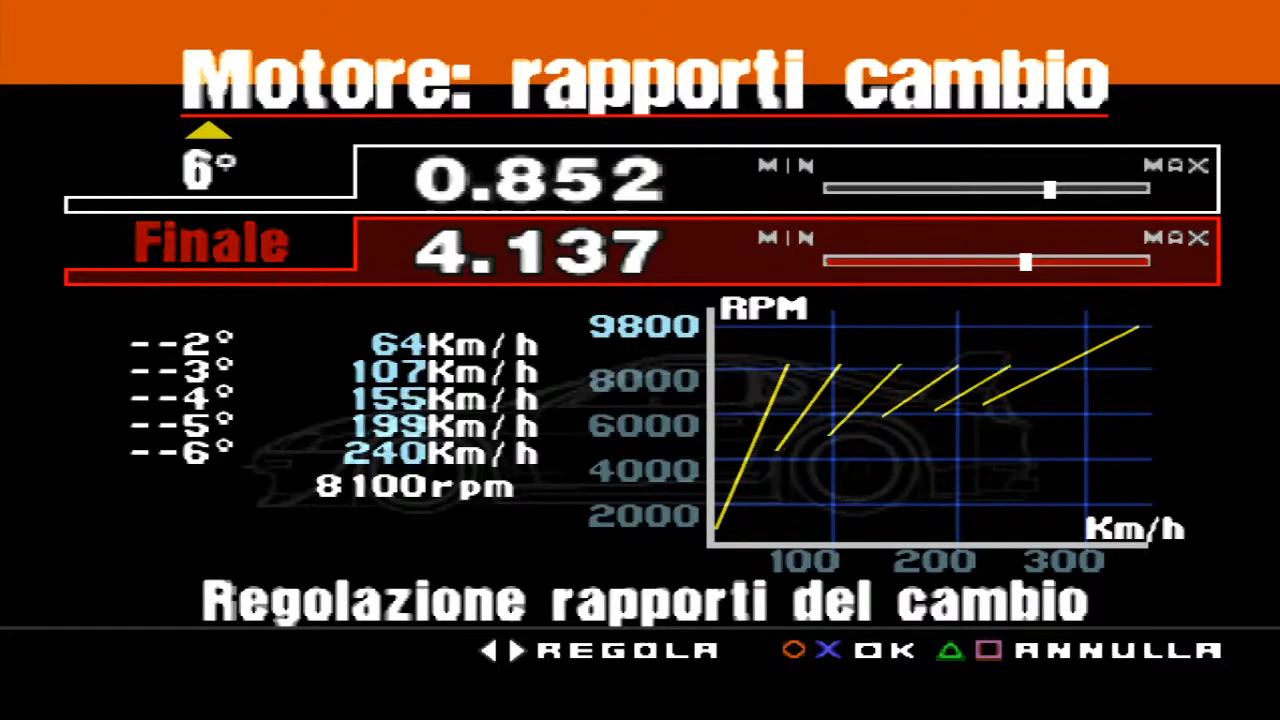 Motore: rapporti cambio
6° 0.852 MIN MAX
Finale 4.137 MIN MAX
--2° 64Km/h
--3° 107Km/h
--4° 155Km/h
--5° 199Km/h
--6° 240Km/h
8100rpm
RPM
9800
8000
6000
4000
2000
Km/h
100 200 300
Regolazione rapporti del cambio
REGOLA OK ANNULLA